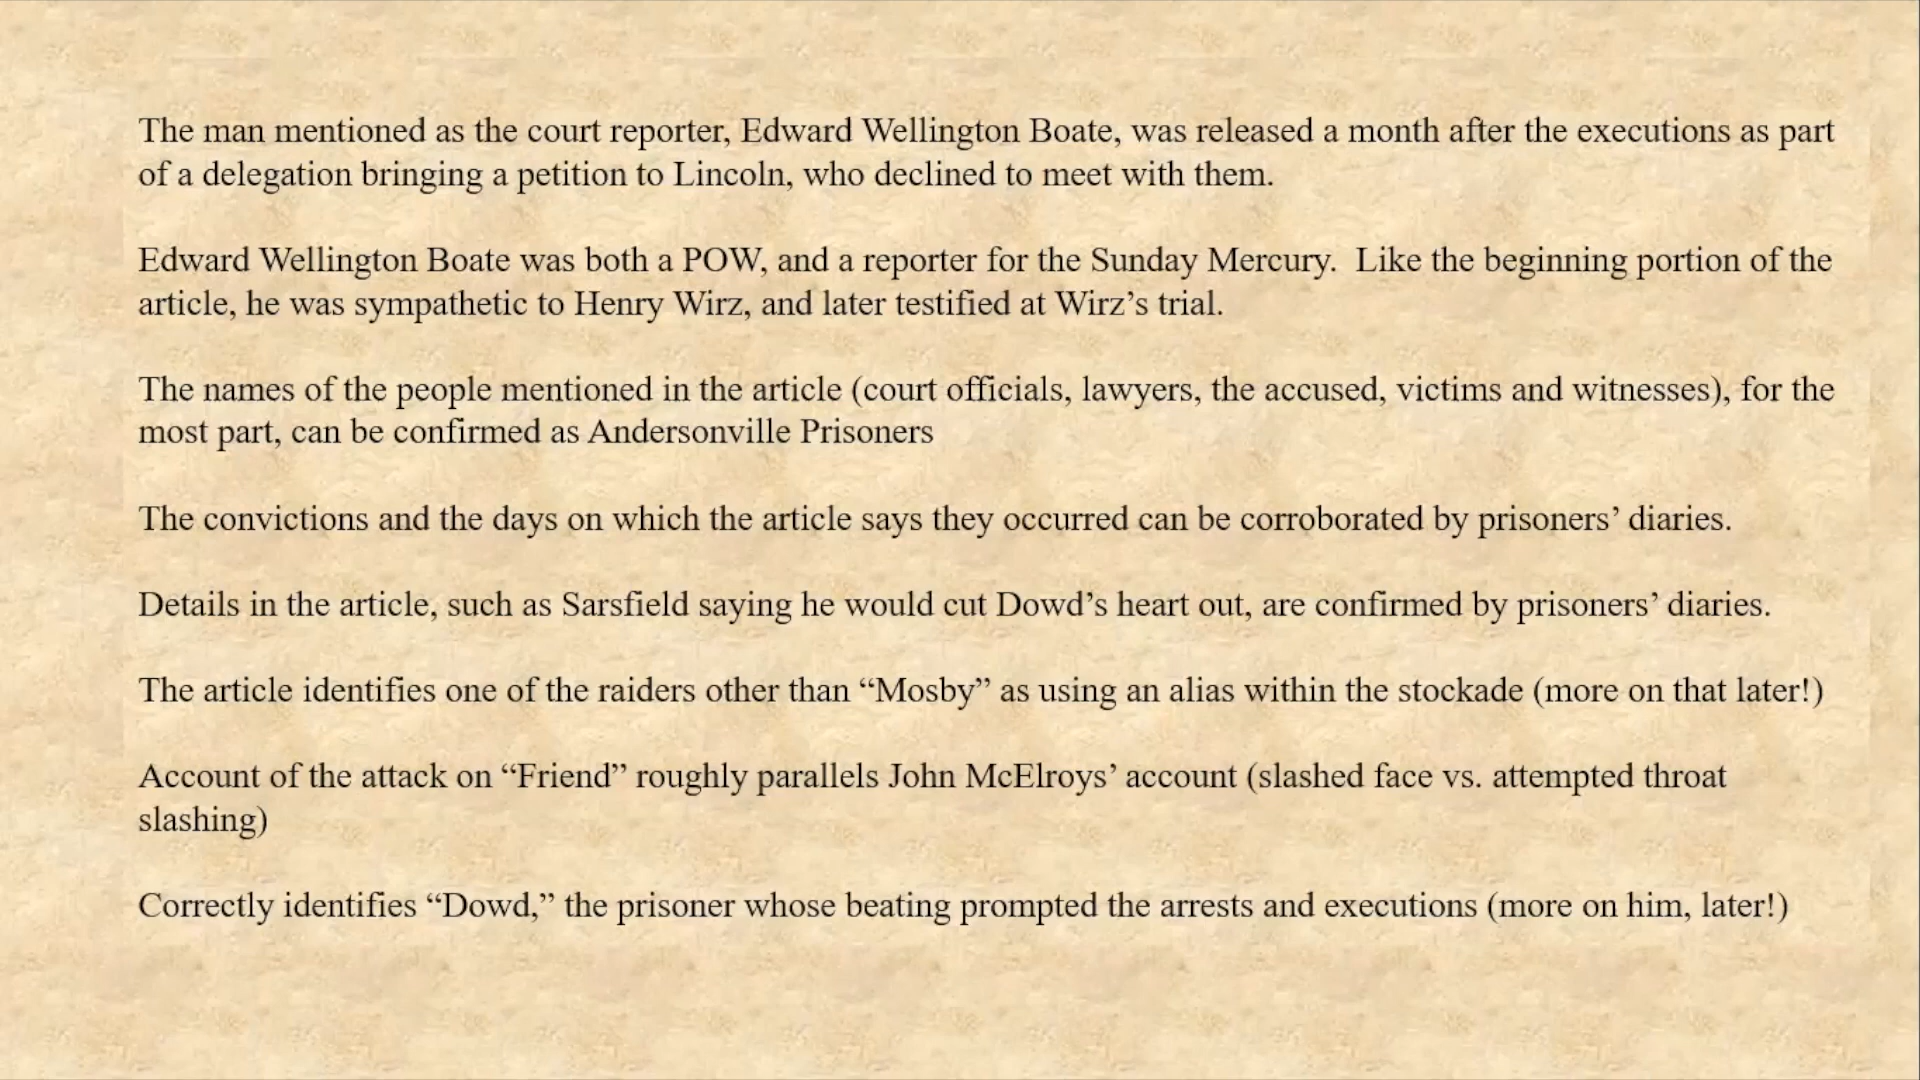 The man mentioned as the court reporter, Edward Wellington Boate, was released a month after the executions as part
of a delegation bringing a petition to Lincoln, who declined to meet with them.
Edward Wellington Boate was both a POW, and a reporter for the Sunday Mercury.  Like the beginning portion of the
article, he was sympathetic to Henry Wirz, and later testified at Wirz’s trial.
The names of the people mentioned in the article (court officials, lawyers, the accused, victims and witnesses), for the
most part, can be confirmed as Andersonville Prisoners
The convictions and the days on which the article says they occurred can be corroborated by prisoners’ diaries.
Details in the article, such as Sarsfield saying he would cut Dowd’s heart out, are confirmed by prisoners’ diaries.
The article identifies one of the raiders other than “Mosby” as using an alias within the stockade (more on that later!)
Account of the attack on “Friend” roughly parallels John McElroys’ account (slashed face vs. attempted throat
slashing)
Correctly identifies “Dowd,” the prisoner whose beating prompted the arrests and executions (more on him, later!)